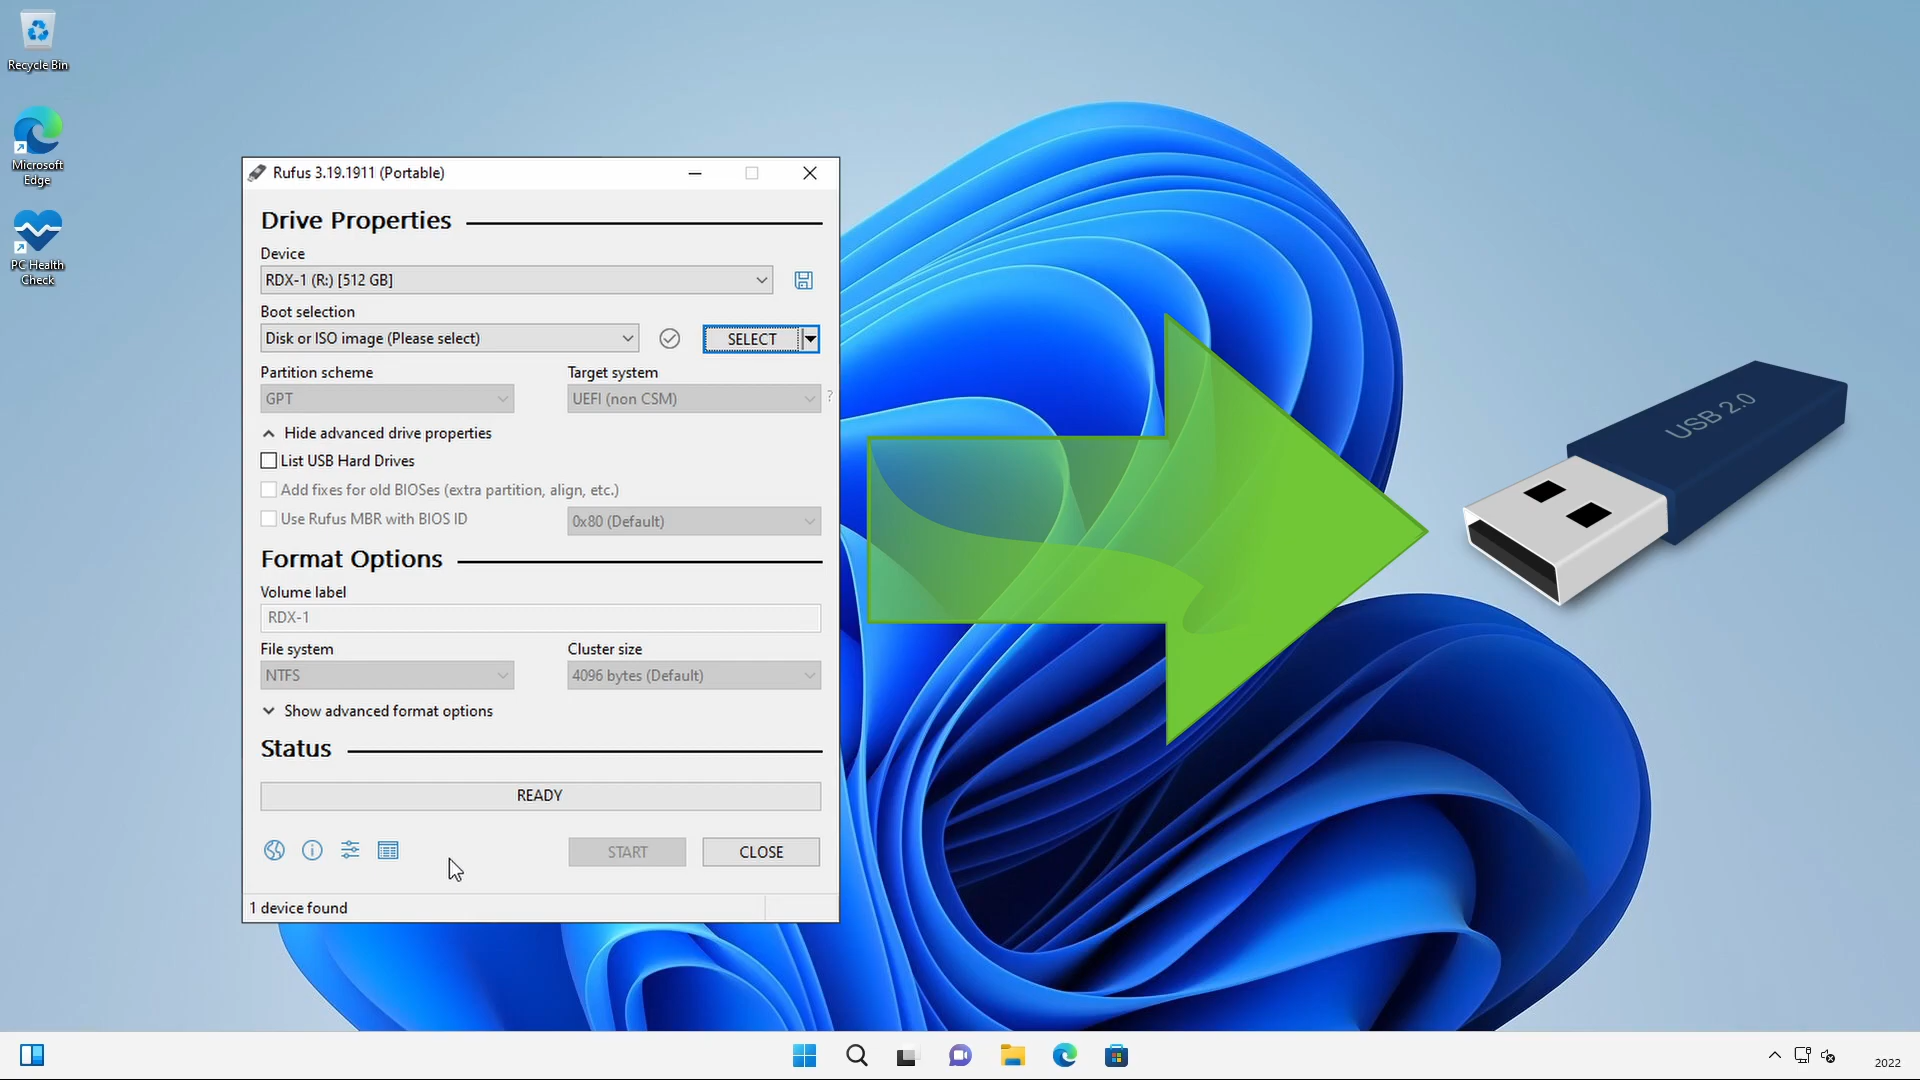 Recycle Bin
Microsoft
Edge
PC Health
Check
Rufus 3.19.1911 (Portable)
Drive Properties
Device
RDX-1 (R:) [512 GB]
Boot selection
Disk or ISO image (Please select)
SELECT
Partition scheme
Target system
GPT
UEFI (non CSM)
?
Hide advanced drive properties
List USB Hard Drives
Add fixes for old BIOSes (extra partition, align, etc.)
Use Rufus MBR with BIOS ID
0x80 (Default)
Format Options
Volume label
RDX-1
File system
Cluster size
NTFS
4096 bytes (Default)
Show advanced format options
Status
READY
START
CLOSE
1 device found
USB 2.0
2022